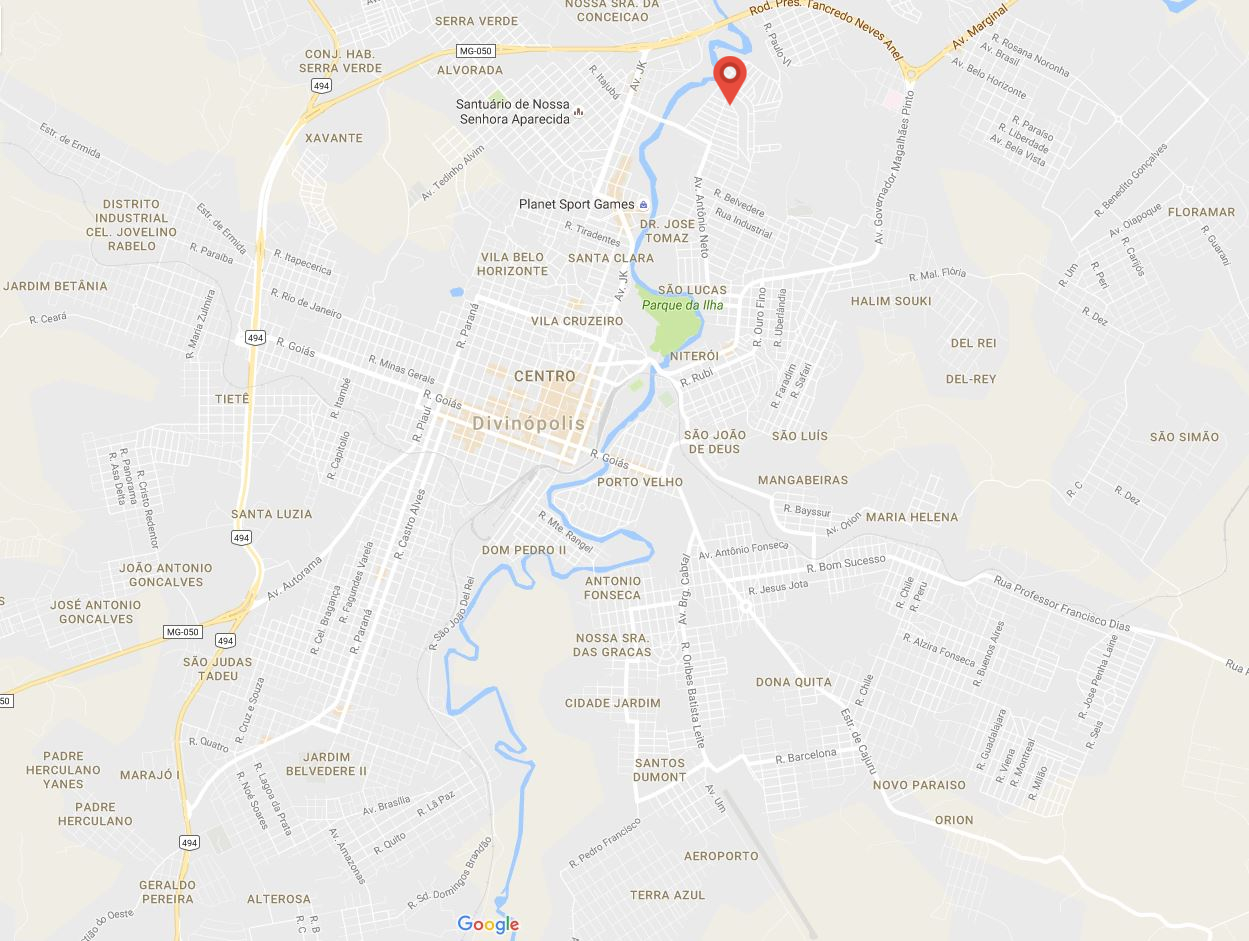 NOSSA SRA. DA
CONCEICAO
Rod. Pres. Tancredo Neves Anel
Av. Marginal
SERRA VERDE
R. Paulo VI
R. Rosana Noronha
Av. Brasil
Av. Belo Horizonte
MG-050
CONJ. HAB.
SERRA VERDE
ALVORADA
R. Itajubá
Av. JK
494
Santuário de Nossa
Senhora Aparecida
XAVANTE
Estr. de Ermida
R. Paraíso
R. Liberdade
Av. Bela Vista
Av. Governador Magalhães Pinto
Av. Tedinho Alvim
R. Benedito Gonçalves
DISTRITO
INDUSTRIAL
CEL. JOVELINO
RABELO
Estr. de Ermida
Planet Sport Games
Av. Antônio Neto
R. Belvedere
Rua Industrial
Av. Oiapoque
FLORAMAR
R. Guarani
R. Carijós
R. Peri
R. Um
R. Tiradentes
DR. JOSE
TOMAZ
R. Paraíba
R. Itapecerica
VILA BELO
HORIZONTE
SANTA CLARA
R. Mal. Flória
JARDIM BETÂNIA
R. Rio de Janeiro
Av. JK
SÃO LUCAS
Parque da Ilha
R. Ouro Fino
R. Uberlândia
HALIM SOUKI
R. Ceará
R. Maria Zulmira
R. Paraná
VILA CRUZEIRO
R. Dez
494
R. Goiás
DEL REI
R. Minas Gerais
CENTRO
NITERÓI
R. Rubi
R. Faradim
R. Safari
DEL-REY
TIETÊ
R. Itambé
R. Goiás
R. Piauí
Divinópolis
SÃO JOÃO
DE DEUS
SÃO LUÍS
SÃO SIMÃO
R. Capitolio
R. Goiás
R. Panorama
R. Asa Delta
R. Cristo Redentor
PORTO VELHO
MANGABEIRAS
R. C
R. Dez
SANTA LUZIA
R. Castro Alves
R. Mte. Rangel
R. Bayssur
Av. Orion
MARIA HELENA
494
DOM PEDRO II
Av. Antônio Fonseca
R. Bom Sucesso
JOÃO ANTONIO
GONCALVES
Av. Autorama
R. Fagundes Varela
ANTONIO
FONSECA
Av. Brg. Cabral
R. Jesus Jota
R. Chile
R. Peru
Rua Professor Francisco Dias
S
JOSÉ ANTONIO
GONCALVES
R. Cel. Bragança
R. Paraná
R. São João Del Rei
MG-050
494
NOSSA SRA.
DAS GRACAS
R. Oribes Batista Leite
R. Alzira Fonseca
R. Buenos Aires
R. Jose Penha Laine
Rua
SÃO JUDAS
TADEU
DONA QUITA
R. Chile
50
R. Cruz e Souza
CIDADE JARDIM
Estr. de Cajuru
R. Guadalajara
R. Seis
R. Quatro
JARDIM
BELVEDERE II
R. Barcelona
R. Viena
R. Montreal
R. Milão
PADRE
HERCULANO
YANES
MARAJÓ I
SANTOS
DUMONT
R. Lagoa da Prata
R. Noé Soares
Av. Um
NOVO PARAISO
PADRE
HERCULANO
Av. Brasília
R. Lã Paz
ORION
494
Av. Amazonas
R. Quito
R. Pedro Francisco
AEROPORTO
R. Sd. Domingos Brandão
GERALDO
PEREIRA
ALTEROSA
TERRA AZUL
R. C
R. B
stião do Oeste
Google